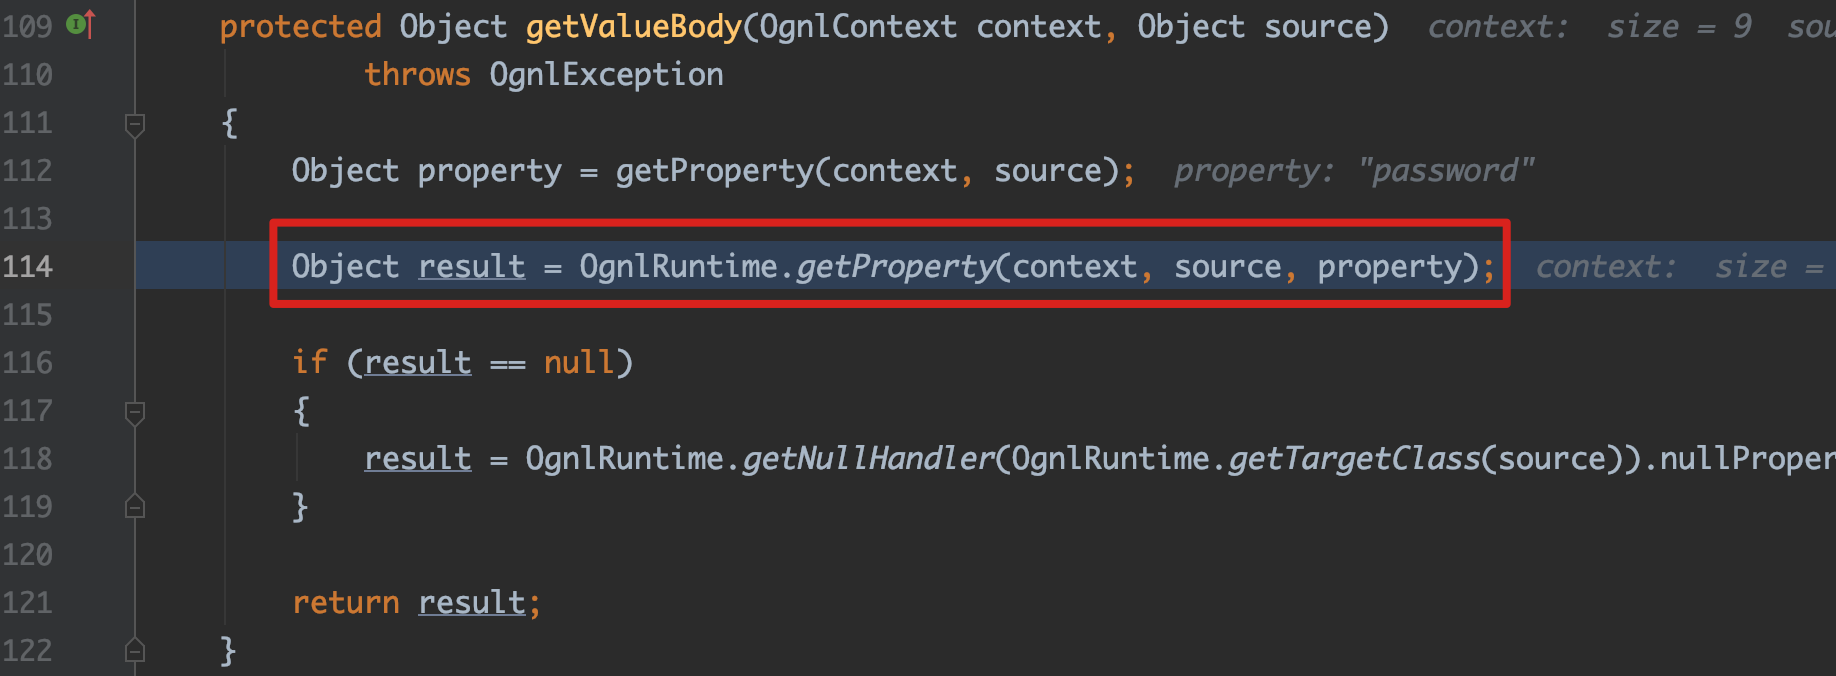 109 protected Object getValueBody(OgnlContext context, Object source) context: size = 9
110 throws OgnlException
111 {
112 Object property = getProperty(context, source); property: "password"
113
114 Object result = OgnlRuntime.getProperty(context, source, property); context: size =
115
116 if (result == null)
117 {
118 result = OgnlRuntime.getNullHandler(OgnlRuntime.getTargetClass(source)).nullProper
119 }
120
121 return result;
122 }